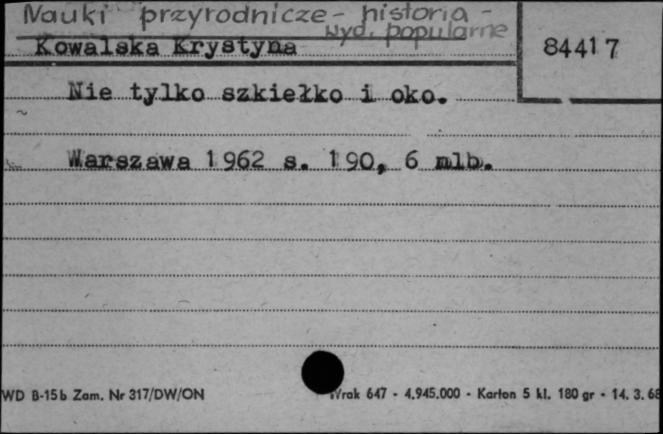 Nauki przyrodnicze - historia -
wyd. popularne
Kowalska Krystyna
84417
Nie tylko szkiełko i oko.
Warszawa 1962 s. 190, 6 nlb.
WD B-15b Zam. Nr 317/DW/ON
Wrak 647 - 4.945.000 - Karton 5 kl. 180 gr - 14. 3. 68